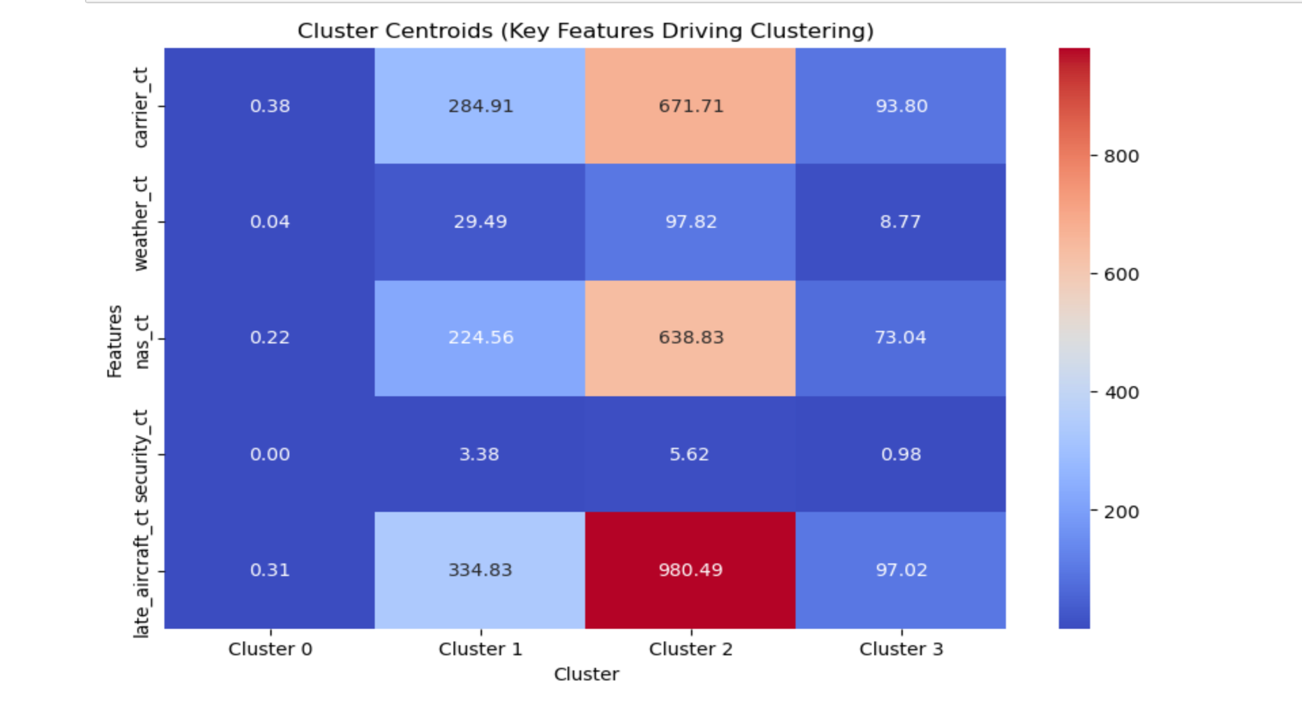 Cluster Centroids (Key Features Driving Clustering)
Features
carrier_ct 0.38 284.91 671.71 93.80
weather_ct 0.04 29.49 97.82 8.77
nas_ct 0.22 224.56 638.83 73.04
security_ct 0.00 3.38 5.62 0.98
late_aircraft_ct 0.31 334.83 980.49 97.02
Cluster 0 Cluster 1 Cluster 2 Cluster 3
Cluster
800
600
400
200